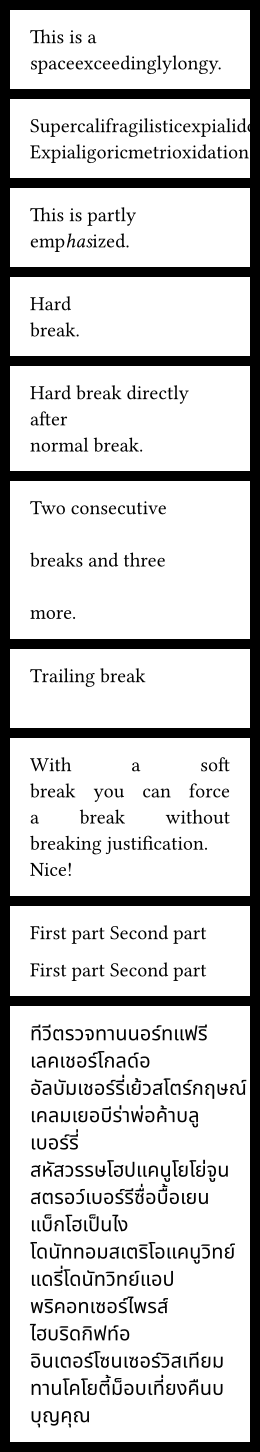 This is a
spaceexceedinglylongy.
Supercalifragilisticexpialido
Expialigoricmetrioxidation
This is partly
emphasized.
Hard
break.
Hard break directly
after
normal break.
Two consecutive
breaks and three
more.
Trailing break
With a soft
break you can force
a break without
breaking justification.
Nice!
First part Second part
First part Second part
ทีวีตรวจทานนอร์ทแฟรี
เลคเชอร์โกลด์อ
อัลบัมเชอร์รี่เย้วสโตร์กฤษณ์
เคลมเยอบีร่าพ่อค้าบลู
เบอร์รี่
สหัสวรรษโฮปแคนูโยโย่จูน
สตรอว์เบอร์รีซื่อบื้อเยน
แบ็กโฮเป็นไง
โดนัททอมสเตริโอแคนูวิทย์
แดรี่โดนัทวิทย์แอป
พริคอทเซอร์ไพรส์
ไฮบริดกิฟท์อ
อินเตอร์โซนเซอร์วิสเทียม
ทานโคโยตี้ม็อบเที่ยงคืนบ
บุญคุณ